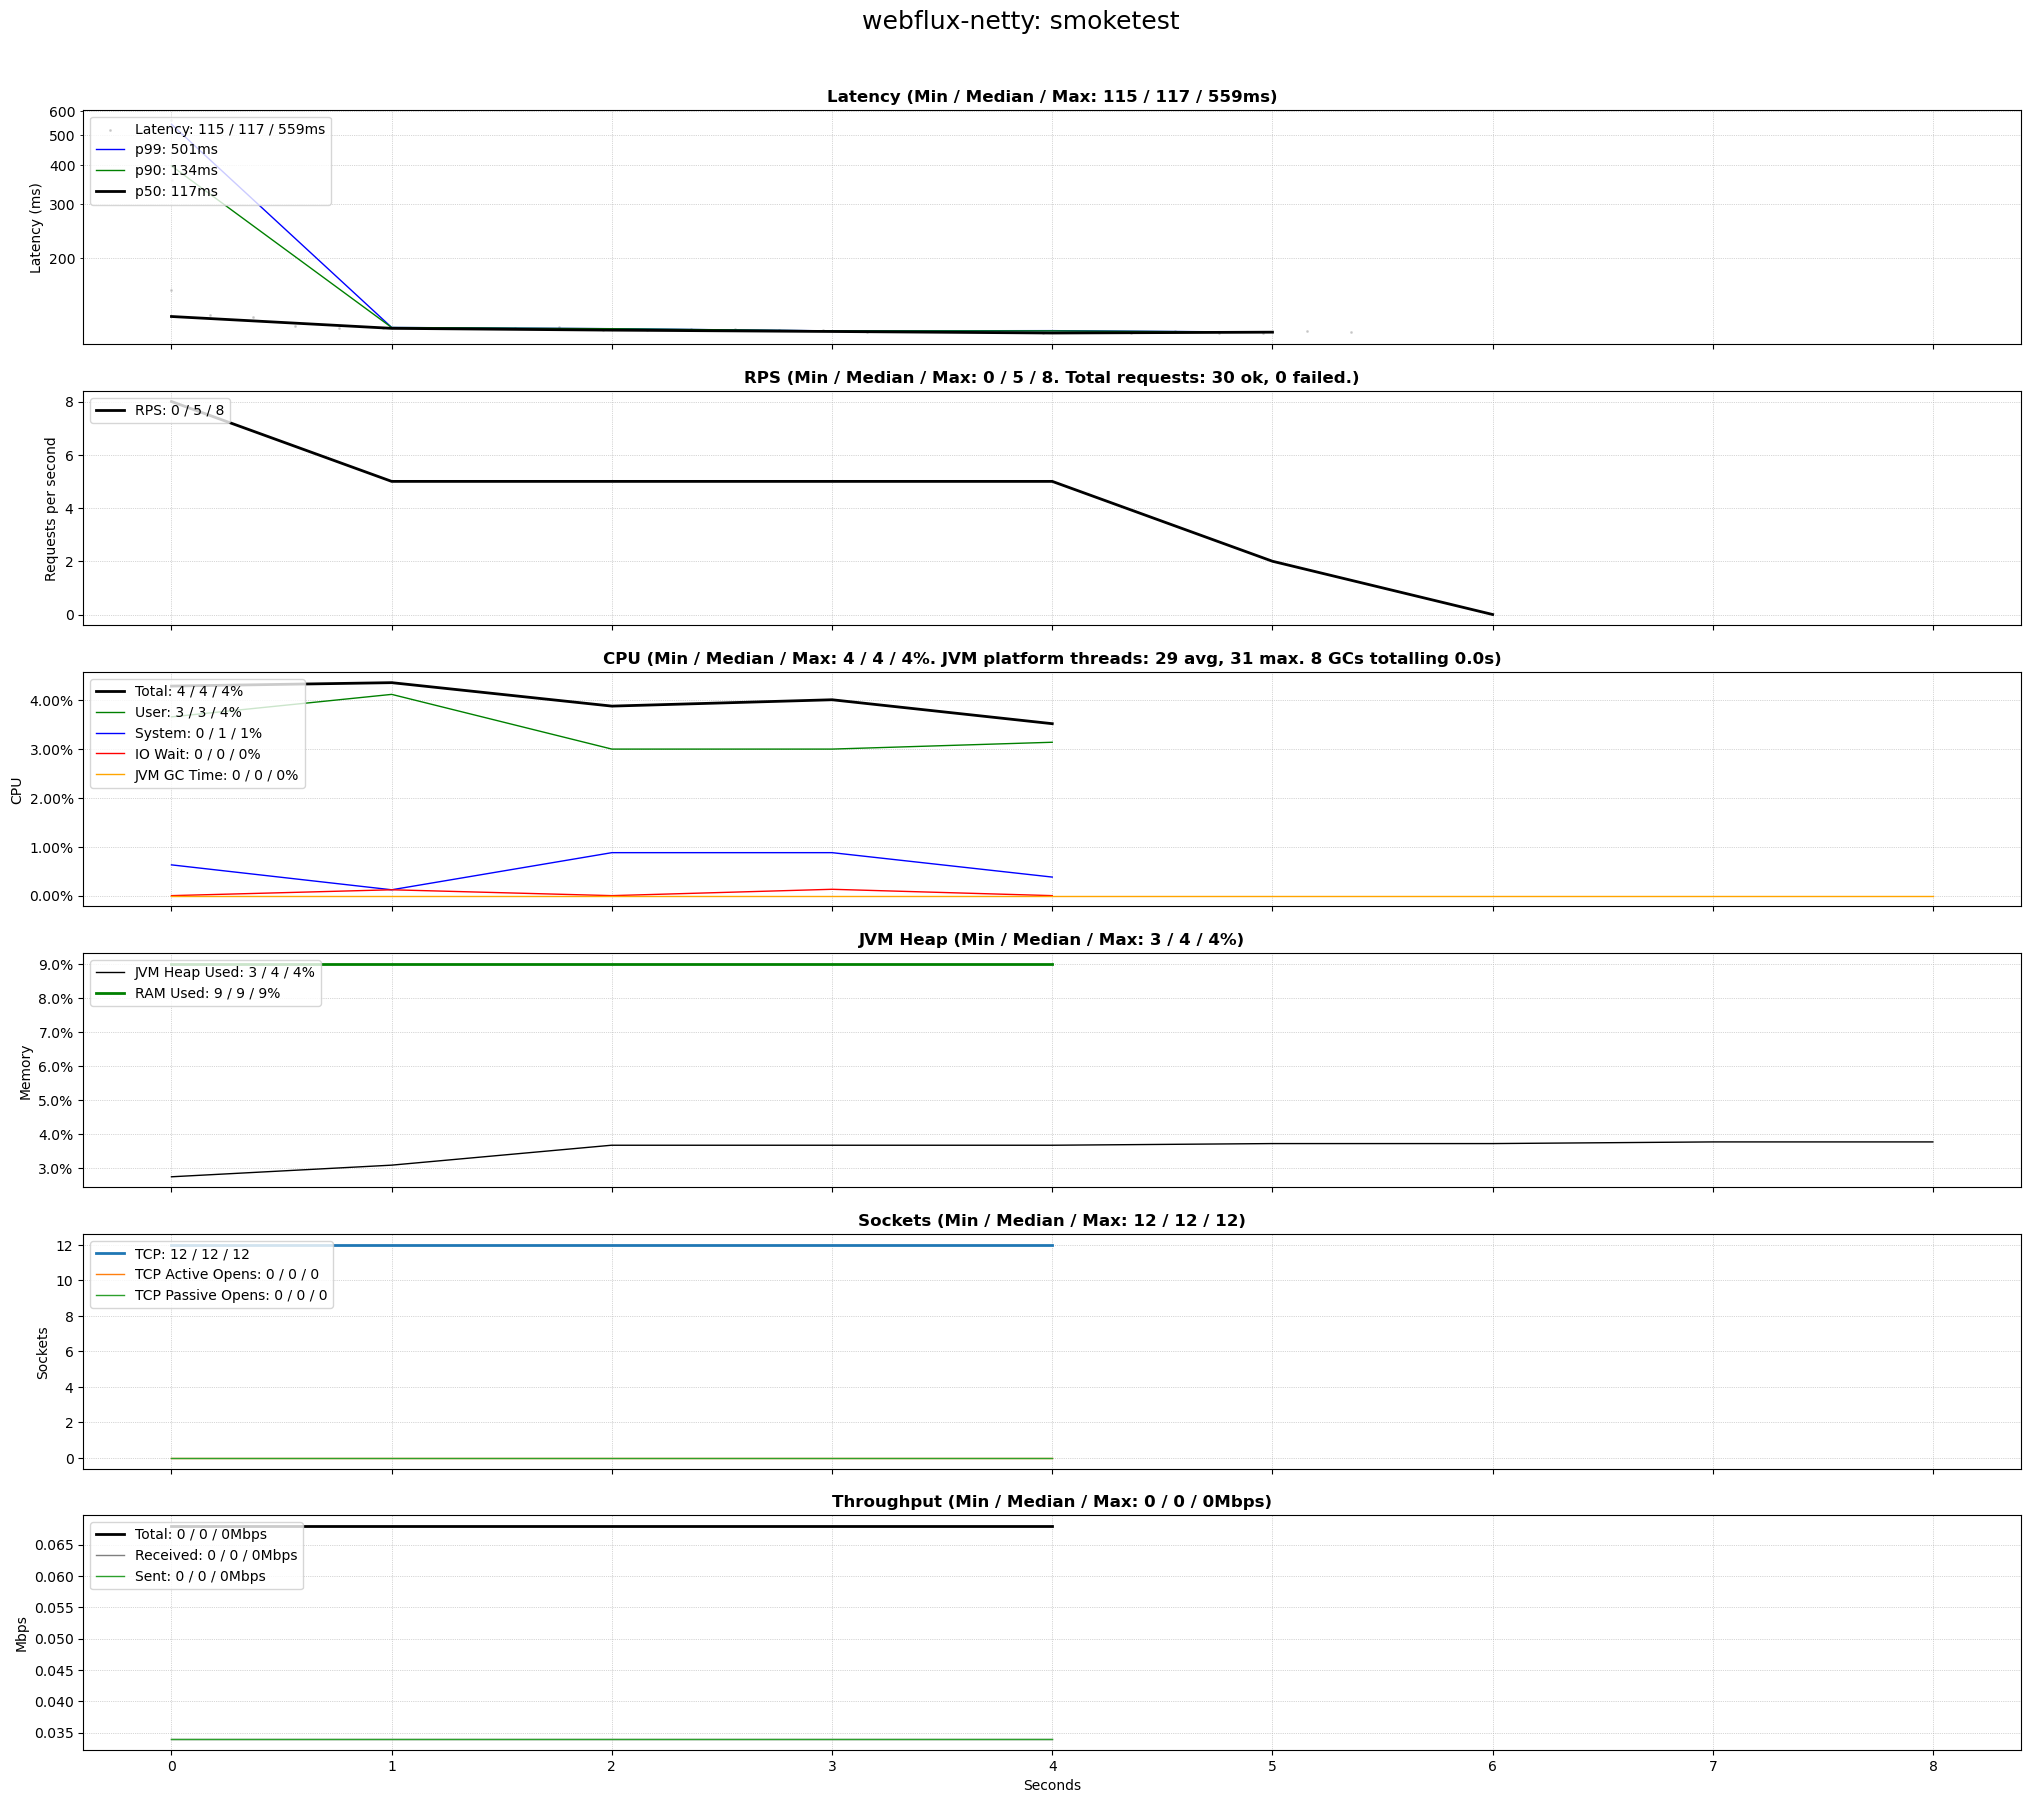 webflux-netty: smoketest
Latency (Min / Median / Max: 115 / 117 / 559ms)
Latency (ms)
600
500
400
300
200
Latency: 115 / 117 / 559ms
p99: 501ms
p90: 134ms
p50: 117ms
RPS (Min / Median / Max: 0 / 5 / 8. Total requests: 30 ok, 0 failed.)
Requests per second
8
6
4
2
0
RPS: 0 / 5 / 8
CPU (Min / Median / Max: 4 / 4 / 4%. JVM platform threads: 29 avg, 31 max. 8 GCs totalling 0.0s)
CPU
4.00%
3.00%
2.00%
1.00%
0.00%
Total: 4 / 4 / 4%
User: 3 / 3 / 4%
System: 0 / 1 / 1%
IO Wait: 0 / 0 / 0%
JVM GC Time: 0 / 0 / 0%
JVM Heap (Min / Median / Max: 3 / 4 / 4%)
Memory
9.0%
8.0%
7.0%
6.0%
5.0%
4.0%
3.0%
JVM Heap Used: 3 / 4 / 4%
RAM Used: 9 / 9 / 9%
Sockets (Min / Median / Max: 12 / 12 / 12)
Sockets
12
10
8
6
4
2
0
TCP: 12 / 12 / 12
TCP Active Opens: 0 / 0 / 0
TCP Passive Opens: 0 / 0 / 0
Throughput (Min / Median / Max: 0 / 0 / 0Mbps)
Mbps
0.065
0.060
0.055
0.050
0.045
0.040
0.035
Total: 0 / 0 / 0Mbps
Received: 0 / 0 / 0Mbps
Sent: 0 / 0 / 0Mbps
0 1 2 3 4 5 6 7 8
Seconds